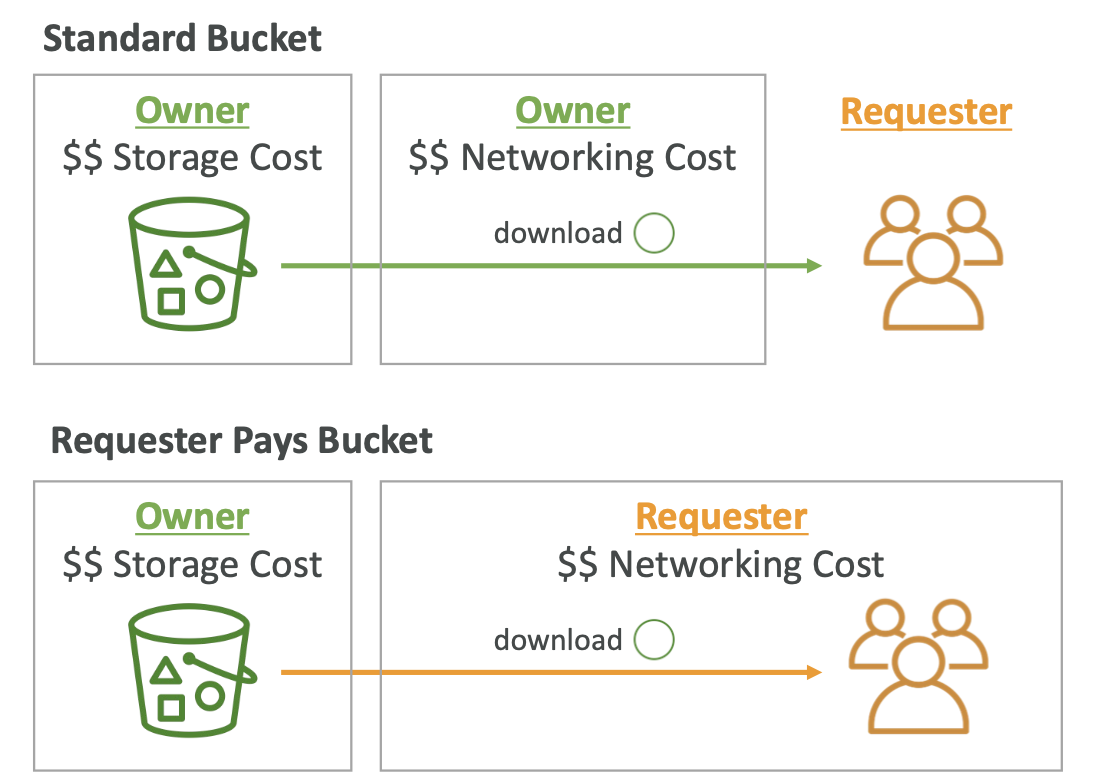 Standard Bucket
Owner
$$ Storage Cost
Owner
$$ Networking Cost
download
Requester
Requester Pays Bucket
Owner
$$ Storage Cost
Requester
$$ Networking Cost
download